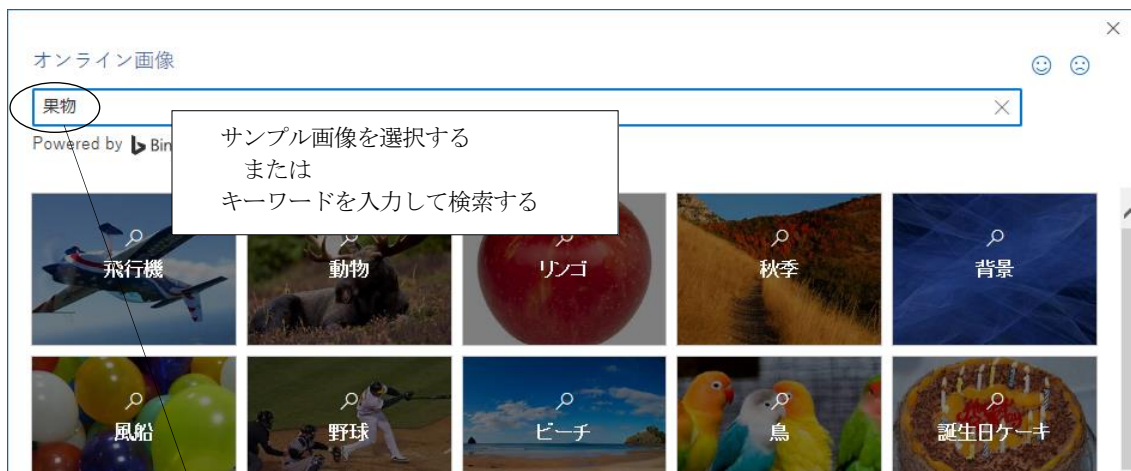 オンライン画像
果物
Powered by Bin
サンプル画像を選択する
または
キーワードを入力して検索する
飛行機
動物
リンゴ
秋季
背景
風船
野球
ビーチ
鳥
誕生日ケーキ